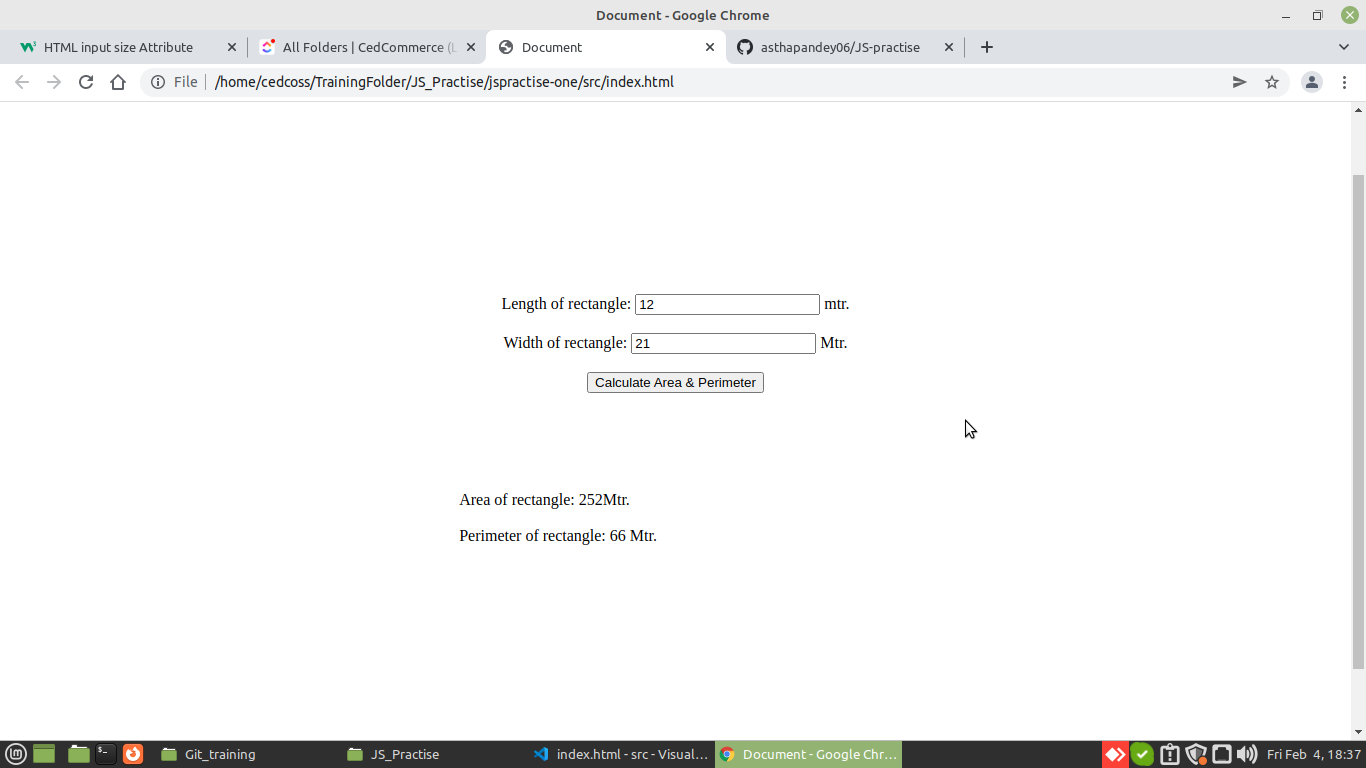 Document - Google Chrome
HTML input size Attribute
All Folders | CedCommerce (L
Document
asthapandey06/JS-practise
File
/home/cedcoss/TrainingFolder/JS_Practise/jspractise-one/src/index.html
Length of rectangle: 12 mtr.
Width of rectangle: 21 Mtr.
Calculate Area & Perimeter
Area of rectangle: 252Mtr.
Perimeter of rectangle: 66 Mtr.
Git_training
JS_Practise
index.html - src - Visual...
Document - Google Chr...
Fri Feb 4, 18:37